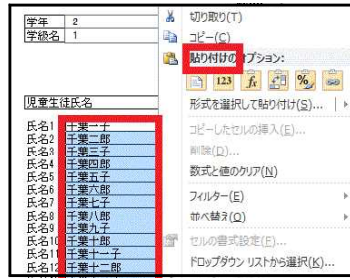 学年 2
学級名 1
児童生徒氏名
氏名1 千葉一子
氏名2 千葉二郎
氏名3 千葉三子
氏名4 千葉四郎
氏名5 千葉五子
氏名6 千葉六郎
氏名7 千葉七子
氏名8 千葉八郎
氏名9 千葉九子
氏名10 千葉十郎
氏名11 千葉十一子
氏名12 千葉十二郎
切り取り(T)
コピー(C)
貼り付けのオプション:
123 fx %
形式を選択して貼り付け(S)...
コピーしたセルの挿入(E)...
削除(D)...
数式と値のクリア(N)
フィルター(E)
並べ替え(O)
セルの書式設定(F)...
ドロップダウン リストから選択(K)...